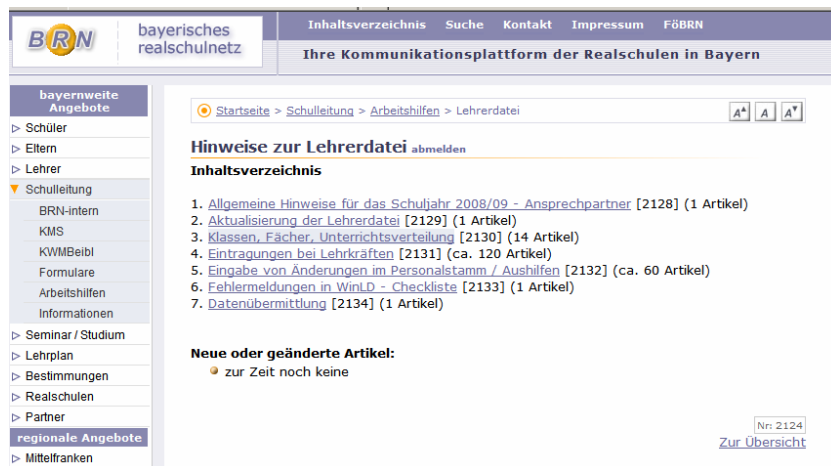 BRN
bayerisches
realschulnetz
Inhaltsverzeichnis Suche Kontakt Impressum FöBRN
Ihre Kommunikationsplattform der Realschulen in Bayern
bayernweite
Angebote
Schüler
Eltern
Lehrer
Schulleitung
BRN-intern
KMS
KWMBeibl
Formulare
Arbeitshilfen
Informationen
Seminar / Studium
Lehrplan
Bestimmungen
Realschulen
Partner
regionale Angebote
Mittelfranken
Startseite > Schulleitung > Arbeitshilfen > Lehrerdatei
A A A
Hinweise zur Lehrerdatei abmelden
Inhaltsverzeichnis
1. Allgemeine Hinweise für das Schuljahr 2008/09 - Ansprechpartner [2128] (1 Artikel)
2. Aktualisierung der Lehrerdatei [2129] (1 Artikel)
3. Klassen, Fächer, Unterrichtsverteilung [2130] (14 Artikel)
4. Eintragungen bei Lehrkräften [2131] (ca. 120 Artikel)
5. Eingabe von Änderungen im Personalstamm / Aushilfen [2132] (ca. 60 Artikel)
6. Fehlermeldungen in WinLD - Checkliste [2133] (1 Artikel)
7. Datenübermittlung [2134] (1 Artikel)
Neue oder geänderte Artikel:
zur Zeit noch keine
Nr: 2124
Zur Übersicht